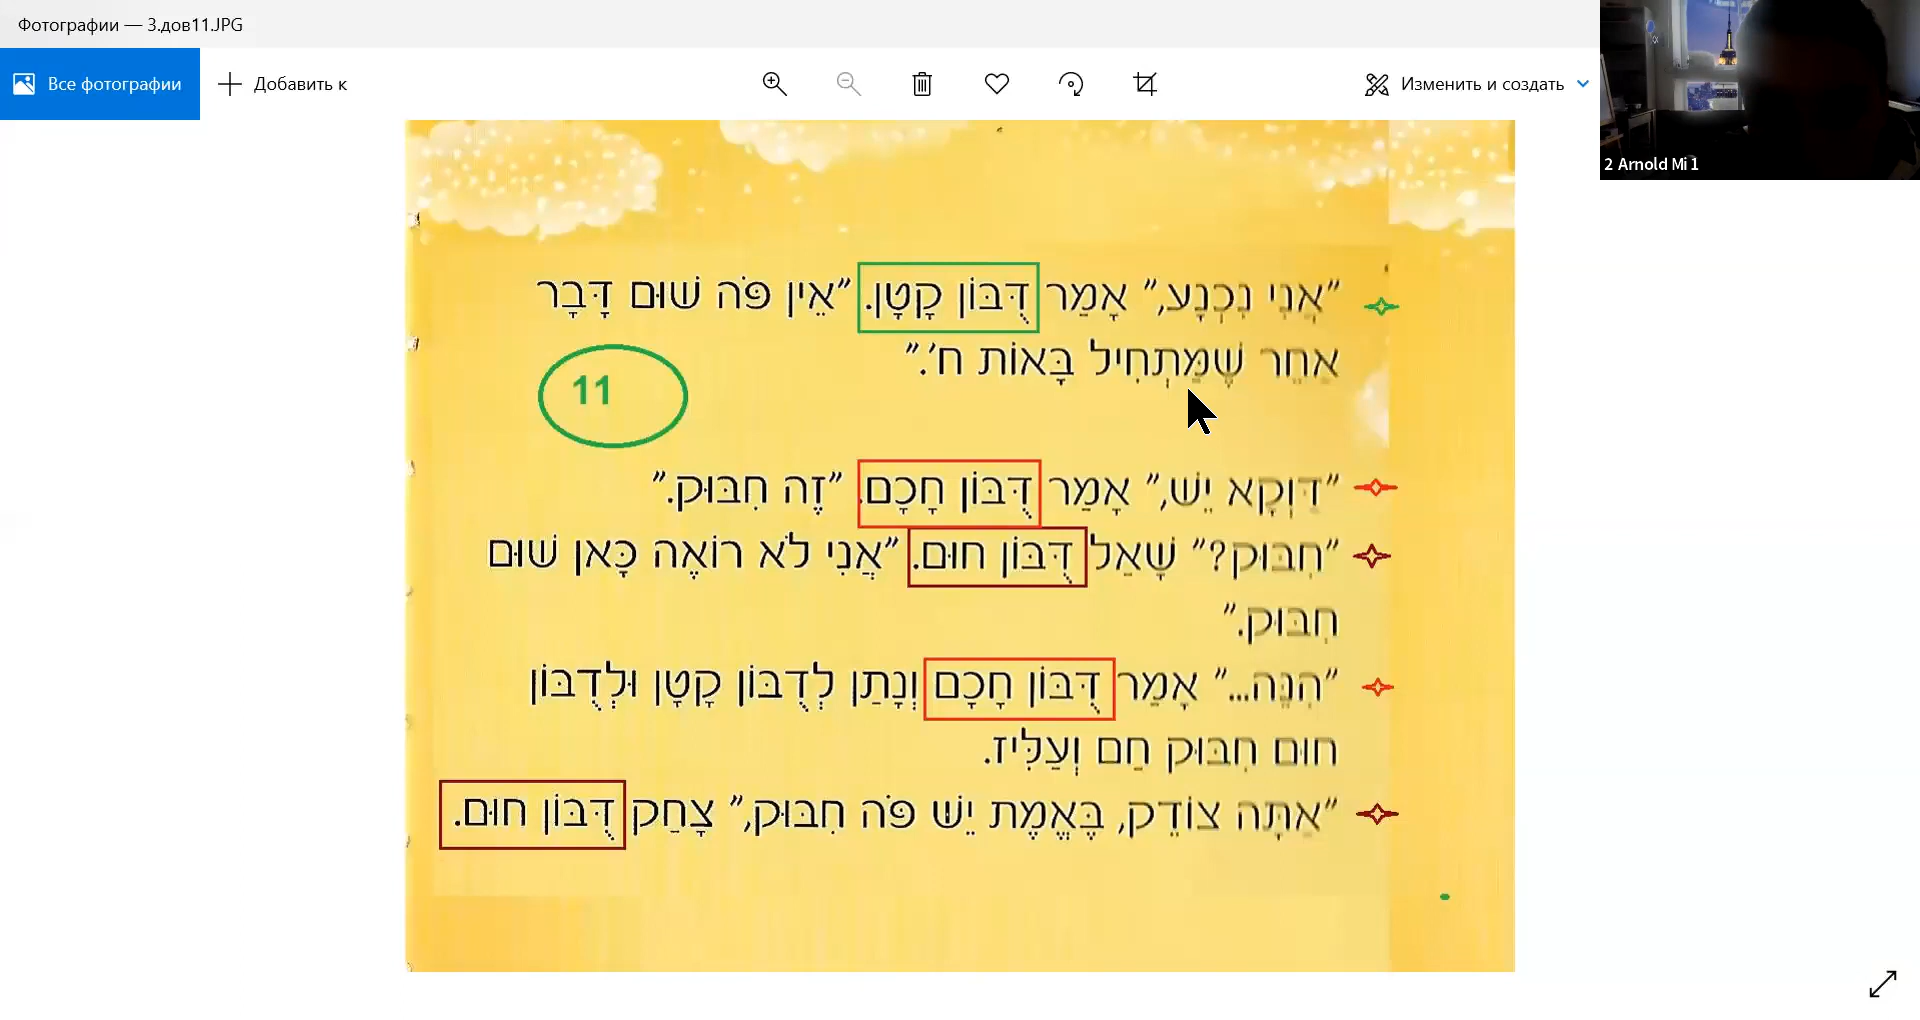 Фотографии — 3.дов11.JPG
Все фотографии
Добавить к
Изменить и создать
2 Arnold Mi 1
"אֲנִי נִכְנָע," אָמַר דֻּבּוֹן קָטָן. "אֵין פֹּה שׁוּם דָּבָר
אַחֵר שֶׁמַּתְחִיל בָּאוֹת ח'."
11
"דַּוְקָא יֵשׁ," אָמַר דֻּבּוֹן חָכָם. "זֶה חִבּוּק."
"חִבּוּק?" שָׁאַל דֻּבּוֹן חוּם. "אֲנִי לֹא רוֹאֶה כָּאן שׁוּם
חִבּוּק."
"הִנֵּה..." אָמַר דֻּבּוֹן חָכָם וְנָתַן לְדֻבּוֹן קָטָן וּלְדֻבּוֹן
חוּם חִבּוּק חַם וְעַלִּיז.
"אַתָּה צוֹדֵק, בֶּאֱמֶת יֵשׁ פֹּה חִבּוּק," צָחַק דֻּבּוֹן חוּם.